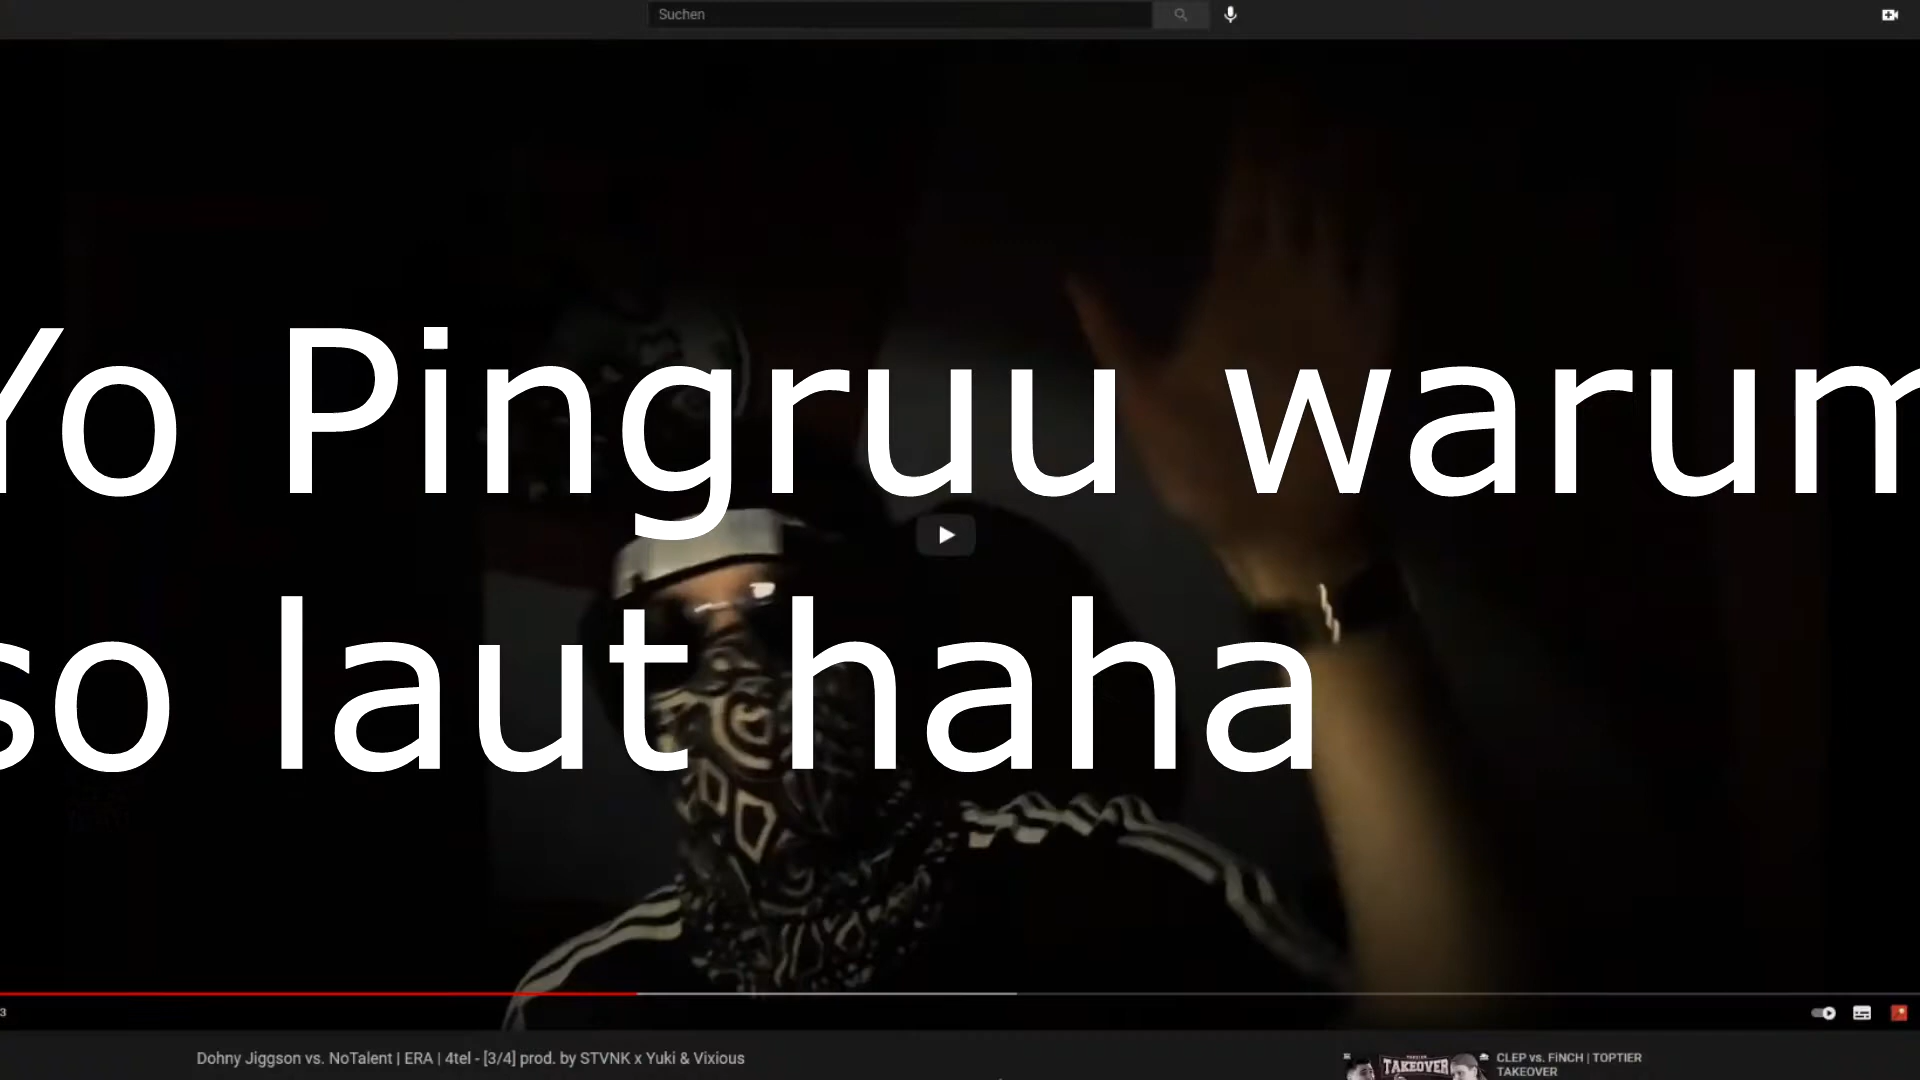 Suchen
Yo Pingruu warum
so laut haha
3
Dohny Jiggson vs. NoTalent | ERA | 4tel - [3/4] prod. by STVNK x Yuki & Vixious
TAKEOVER
CLEP vs. FiNCH | TOPTIER
TAKEOVER